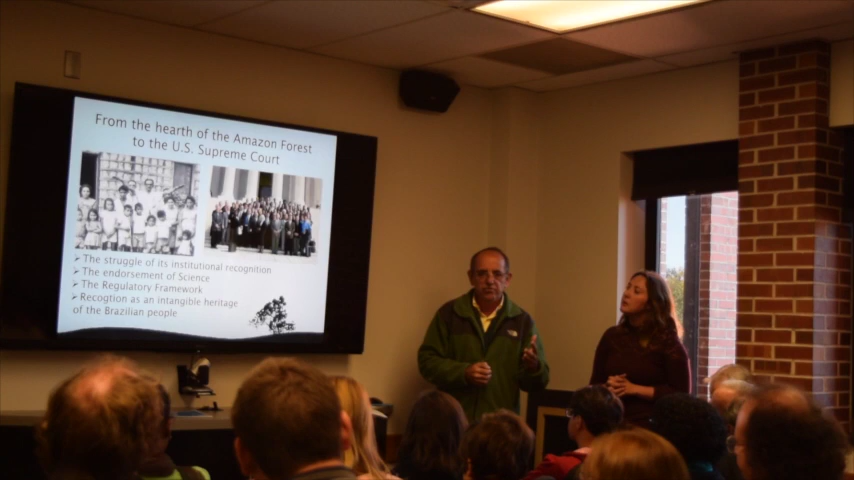 From the hearth of the Amazon Forest
to the U.S. Supreme Court
➢ The struggle of its institutional recognition
➢ The endorsement of Science
➢ The Regulatory Framework
➢ Recogtion as an intangible heritage
of the Brazilian people